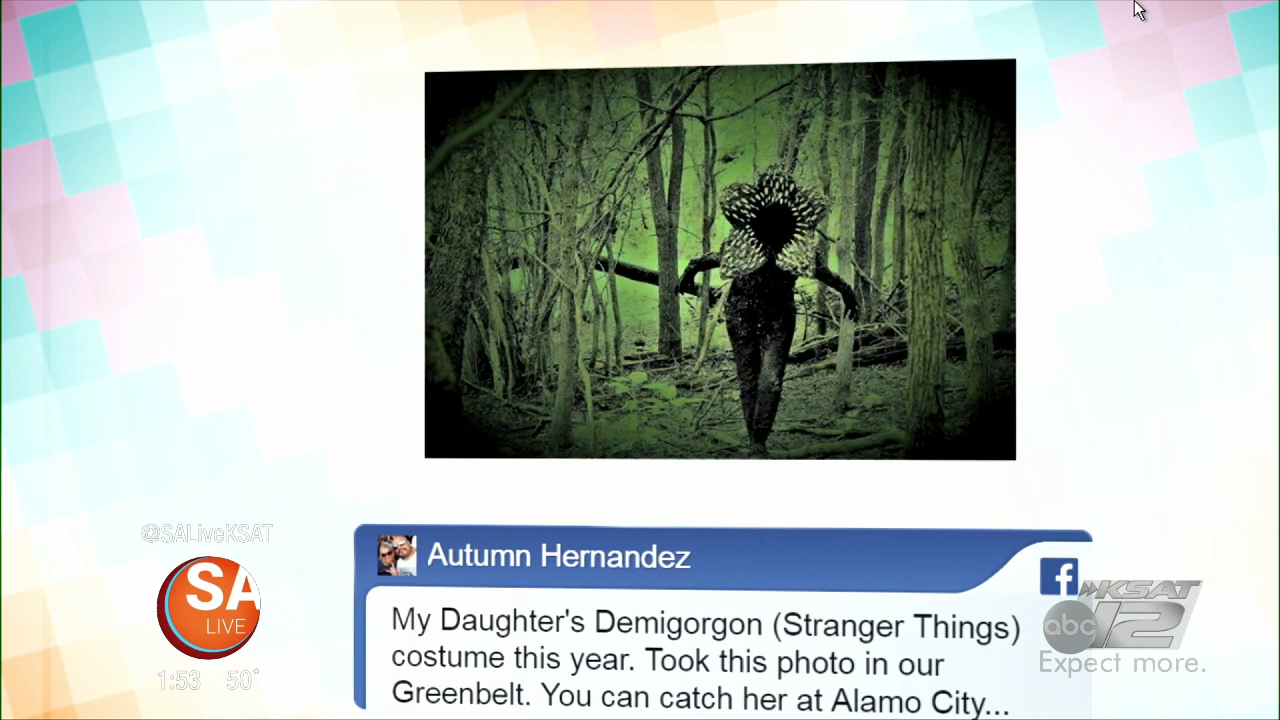 @SALiveKSAT
SA
LIVE
1:53 50°
Autumn Hernandez
f
My Daughter's Demigorgon (Stranger Things)
costume this year. Took this photo in our
Greenbelt. You can catch her at Alamo City...
KSAT
abc 12
Expect more.